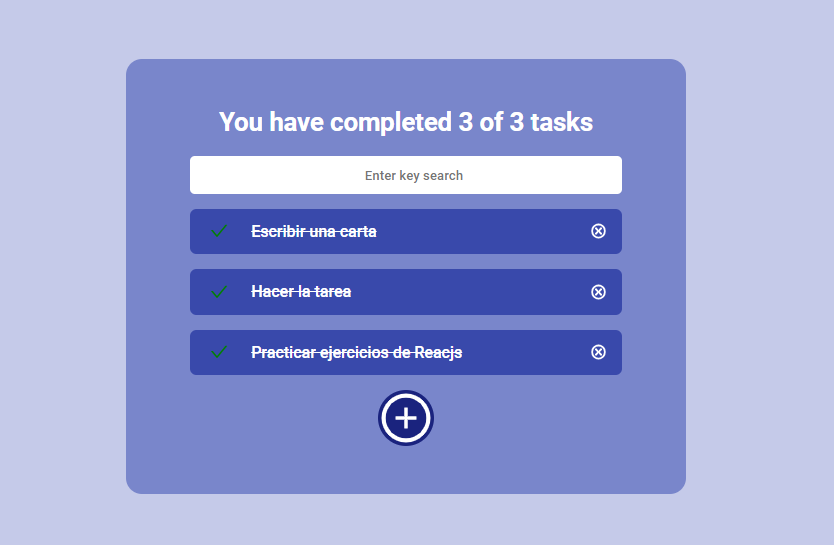 You have completed 3 of 3 tasks
Enter key search
Escribir una carta
Hacer la tarea
Practicar ejercicios de Reacjs